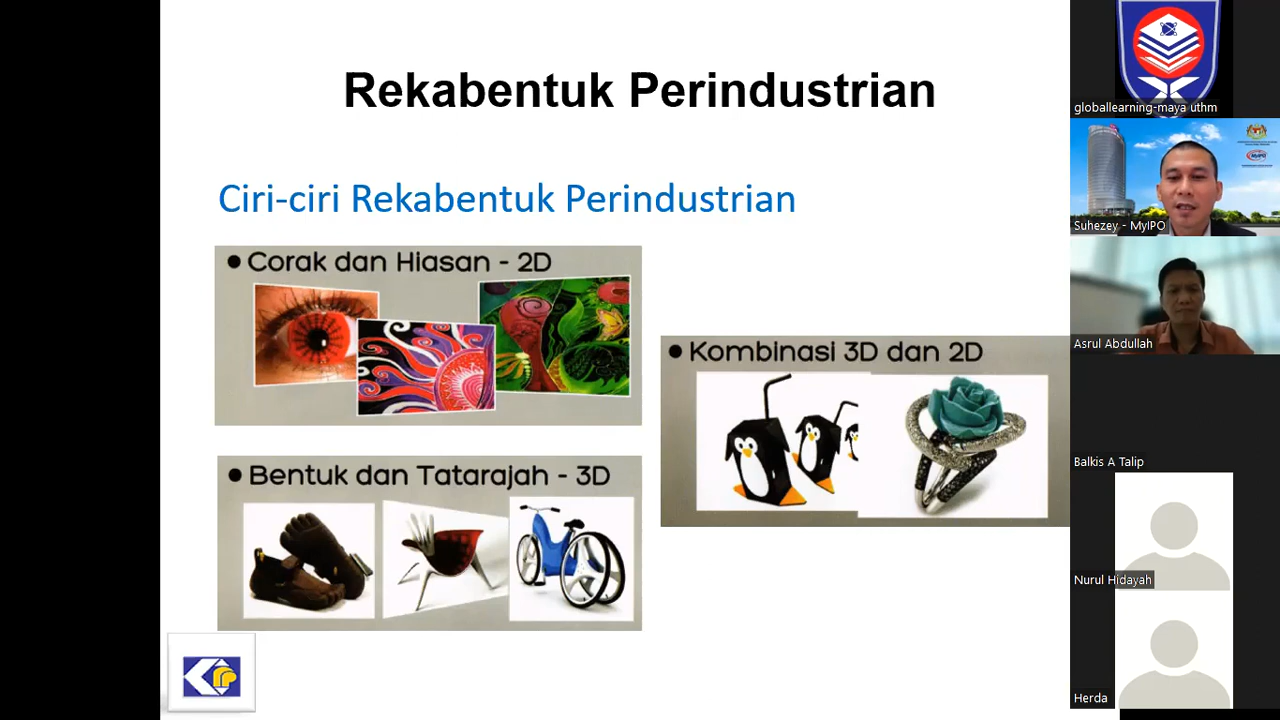 Rekabentuk Perindustrian
Ciri-ciri Rekabentuk Perindustrian
● Corak dan Hiasan - 2D
● Kombinasi 3D dan 2D
● Bentuk dan Tatarajah - 3D
globallearning-maya uthm
MyIPO
Suhezey - MyIPO
Asrul Abdullah
Balkis A Talip
Nurul Hidayah
Herda